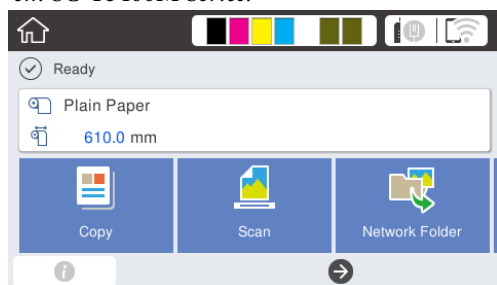 Ready
Plain Paper
610.0 mm
Copy
Scan
Network Folder